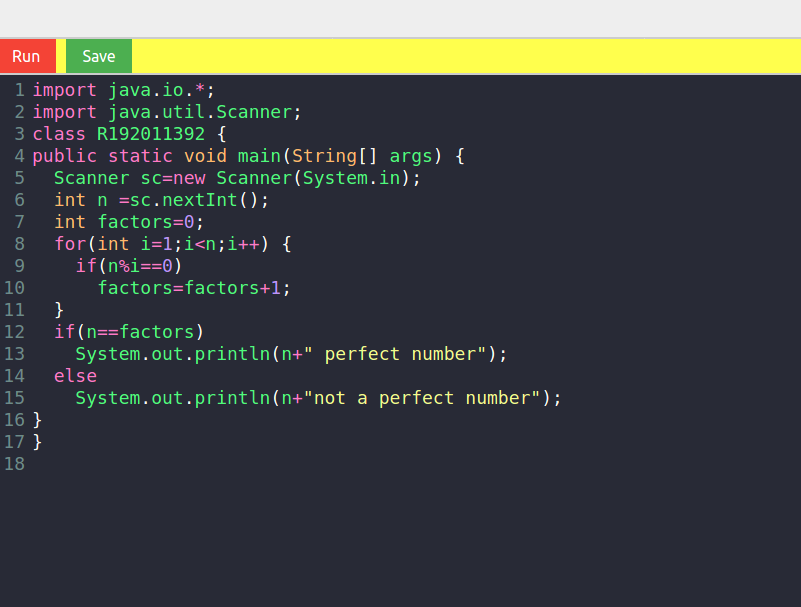 Run Save
1 import java.io.*;
2 import java.util.Scanner;
3 class R192011392 {
4 public static void main(String[] args) {
5   Scanner sc=new Scanner(System.in);
6   int n =sc.nextInt();
7   int factors=0;
8   for(int i=1;i<n;i++) {
9     if(n%i==0)
10       factors=factors+1;
11   }
12   if(n==factors)
13     System.out.println(n+" perfect number");
14   else
15     System.out.println(n+"not a perfect number");
16 }
17 }
18